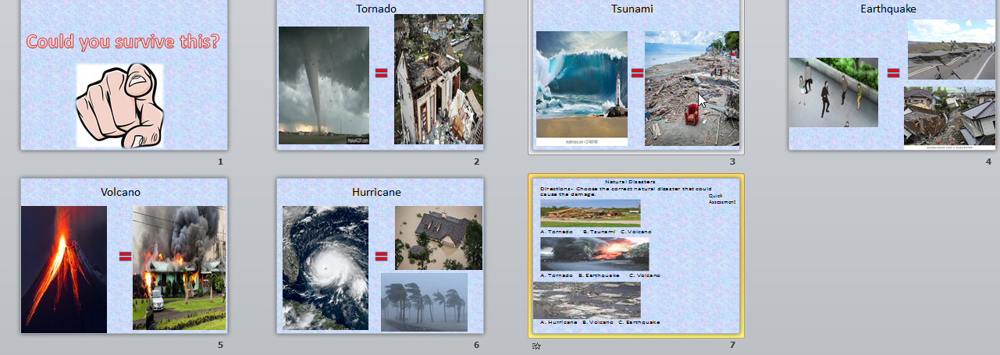 Could you survive this?
1
Tornado
=
MakeAGIF.com
2
Tsunami
=
3
Earthquake
=
4
Volcano
=
5
Hurricane
=
6
Natural Disasters
Directions- Choose the correct natural disaster that could
cause the damage.
Quick
Assessment
A. Tornado B. Tsunami C. Volcano
A. Tornado B. Earthquake C. Volcano
A. Hurricane B. Volcano C. Earthquake
7